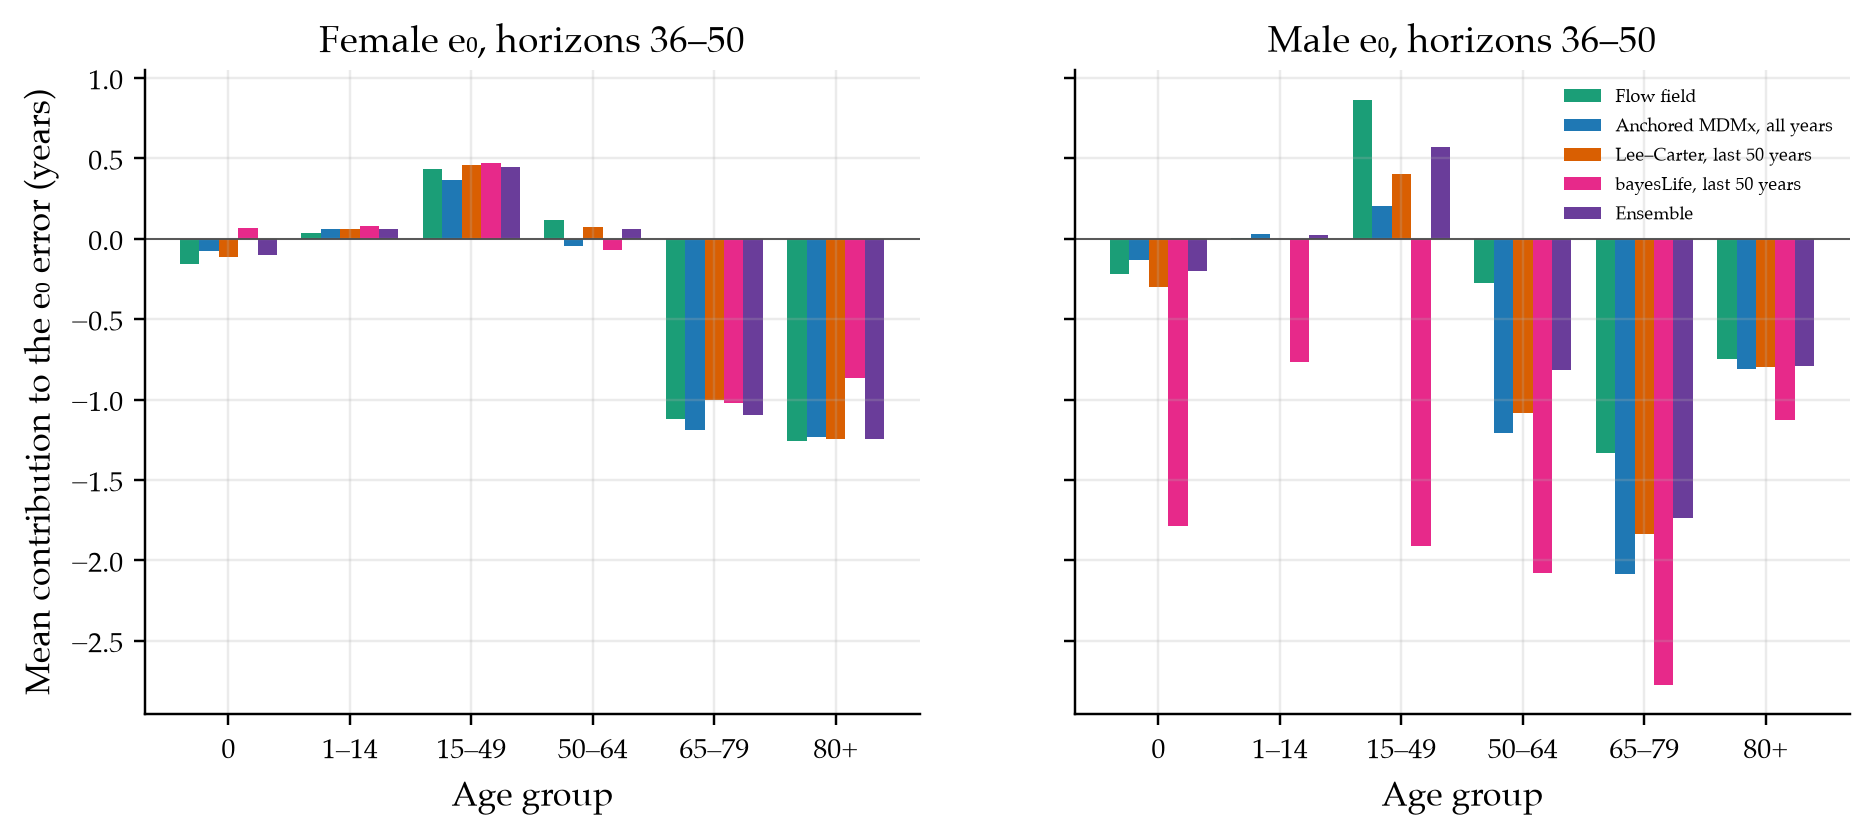 Female e₀, horizons 36–50
Male e₀, horizons 36–50
Mean contribution to the e₀ error (years)
1.0
0.5
0.0
−0.5
−1.0
−1.5
−2.0
−2.5
Flow field
Anchored MDMx, all years
Lee–Carter, last 50 years
bayesLife, last 50 years
Ensemble
0
1–14
15–49
50–64
65–79
80+
0
1–14
15–49
50–64
65–79
80+
Age group
Age group